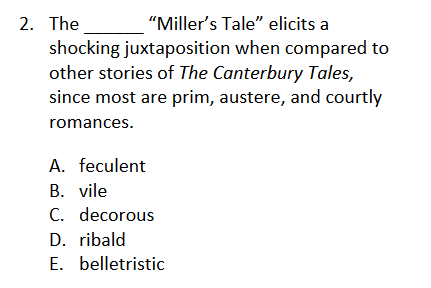 2. The ______ “Miller’s Tale” elicits a
shocking juxtaposition when compared to
other stories of The Canterbury Tales,
since most are prim, austere, and courtly
romances.
A. feculent
B. vile
C. decorous
D. ribald
E. belletristic